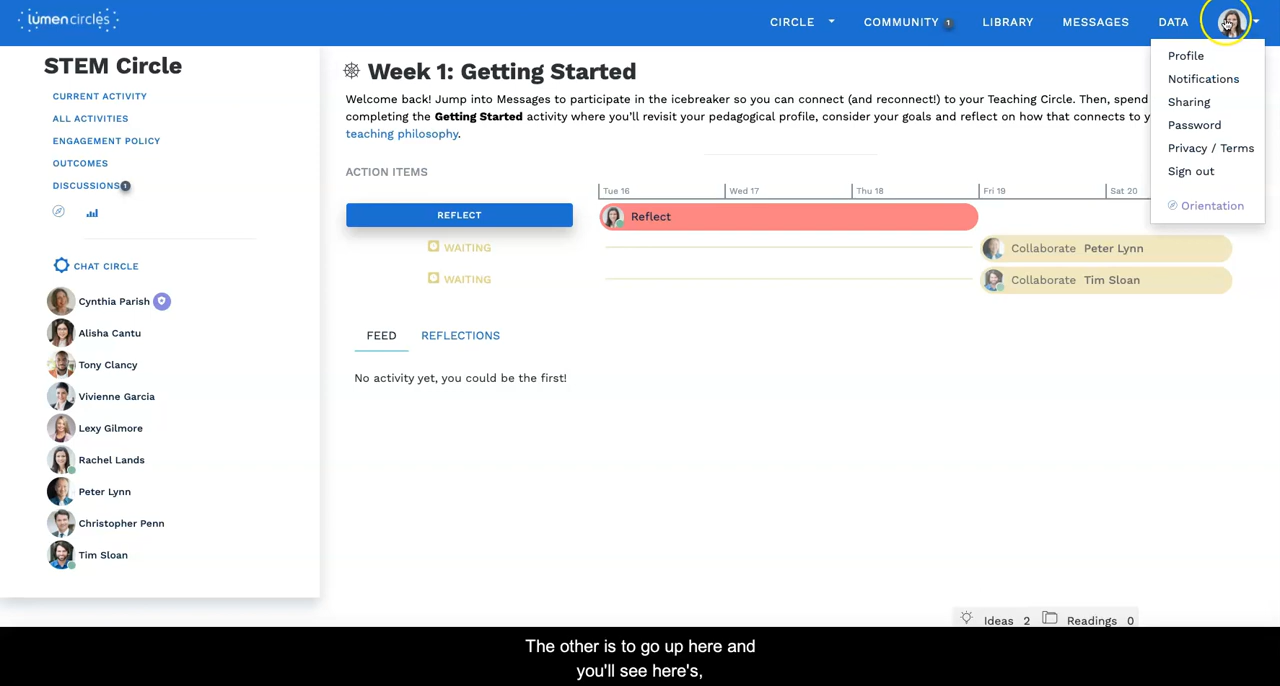 lumen circles
CIRCLE
COMMUNITY 1
LIBRARY
MESSAGES
DATA
Profile
Notifications
Sharing
Password
Privacy / Terms
Sign out
Orientation
STEM Circle
CURRENT ACTIVITY
ALL ACTIVITIES
ENGAGEMENT POLICY
OUTCOMES
DISCUSSIONS 1
CHAT CIRCLE
Cynthia Parish
Alisha Cantu
Tony Clancy
Vivienne Garcia
Lexy Gilmore
Rachel Lands
Peter Lynn
Christopher Penn
Tim Sloan
Week 1: Getting Started
Welcome back! Jump into Messages to participate in the icebreaker so you can connect (and reconnect!) to your Teaching Circle. Then, spend
completing the Getting Started activity where you'll revisit your pedagogical profile, consider your goals and reflect on how that connects to y
teaching philosophy.
ACTION ITEMS
Tue 16 Wed 17 Thu 18 Fri 19 Sat 20
REFLECT Reflect
WAITING Collaborate Peter Lynn
WAITING Collaborate Tim Sloan
FEED REFLECTIONS
No activity yet, you could be the first!
Ideas 2 Readings 0
The other is to go up here and
you'll see here's,